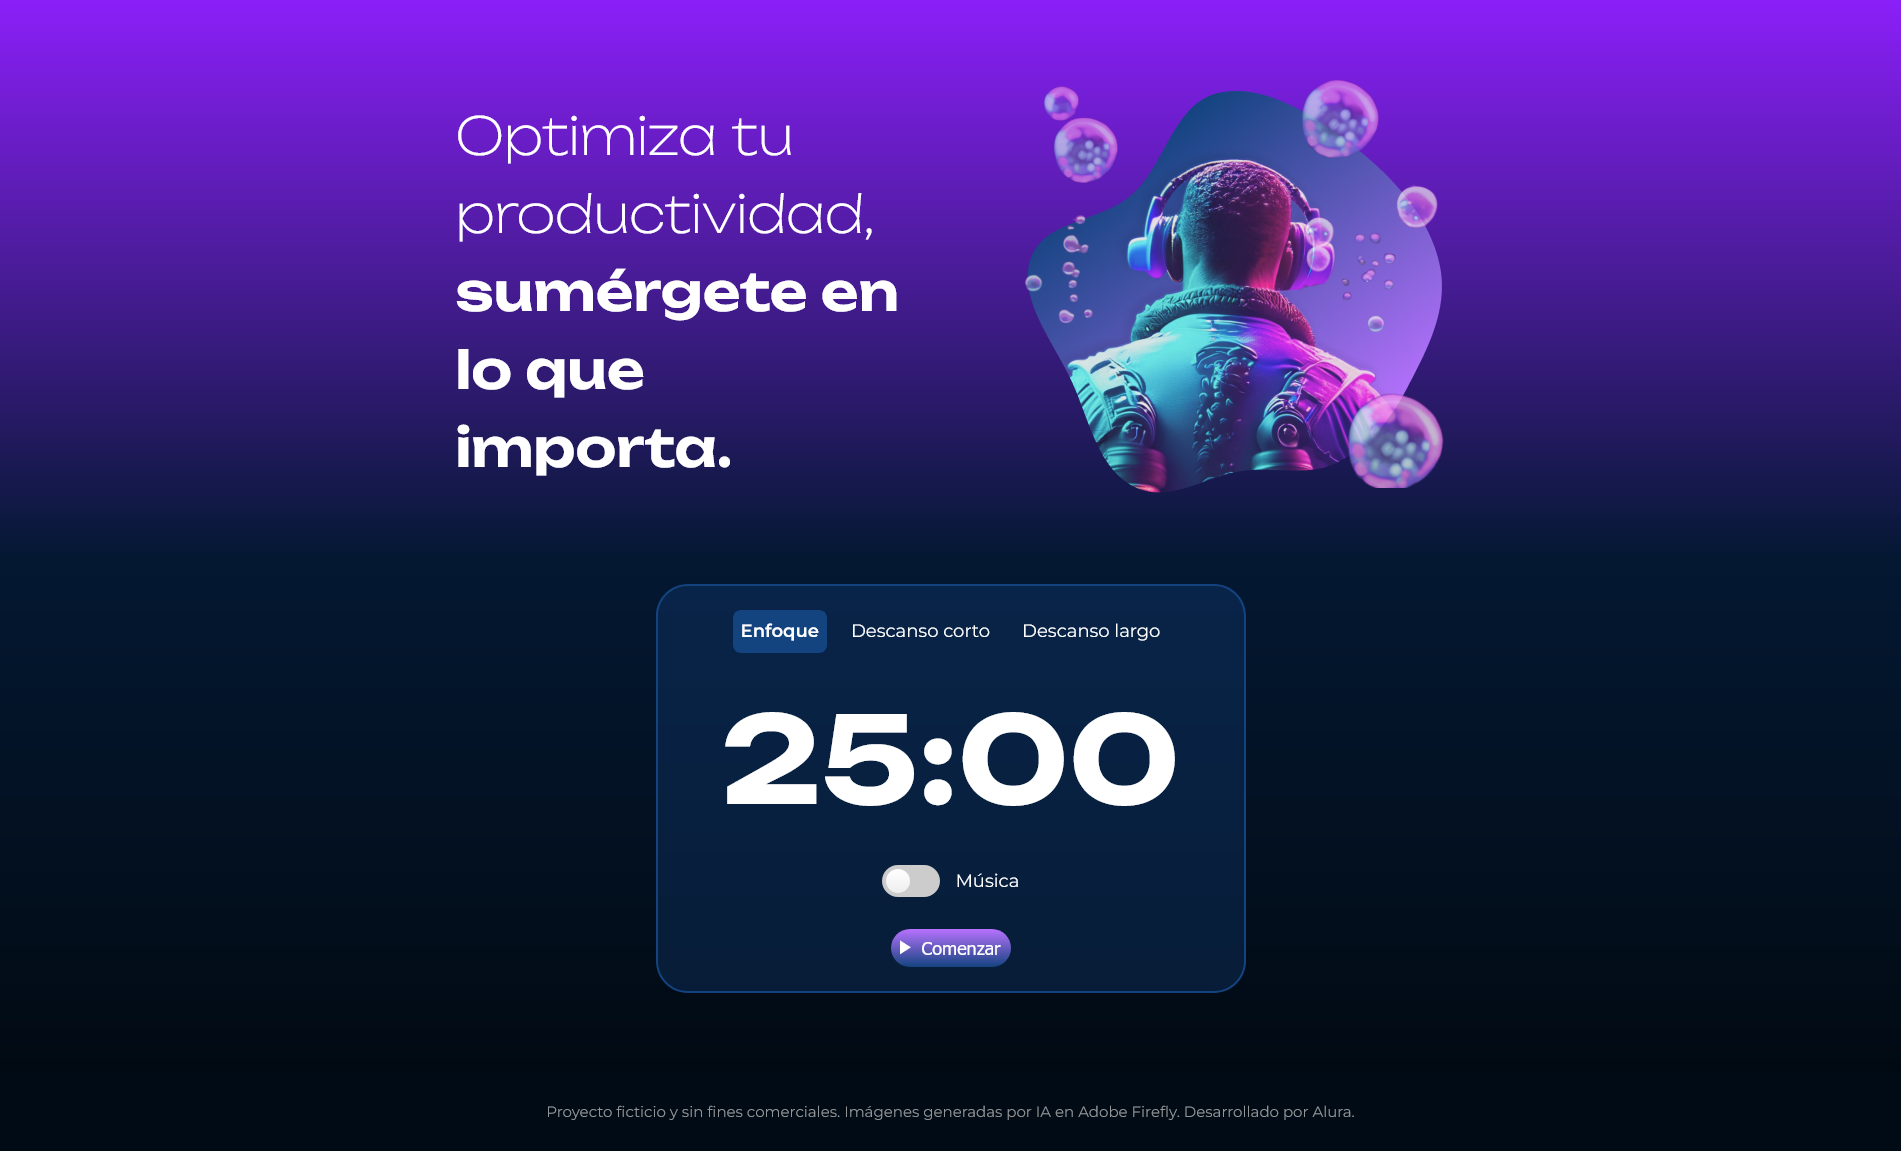 Optimiza tu
productividad,
sumérgete en
lo que
importa.
Enfoque Descanso corto Descanso largo
25:00
Música
Comenzar
Proyecto ficticio y sin fines comerciales. Imágenes generadas por IA en Adobe Firefly. Desarrollado por Alura.